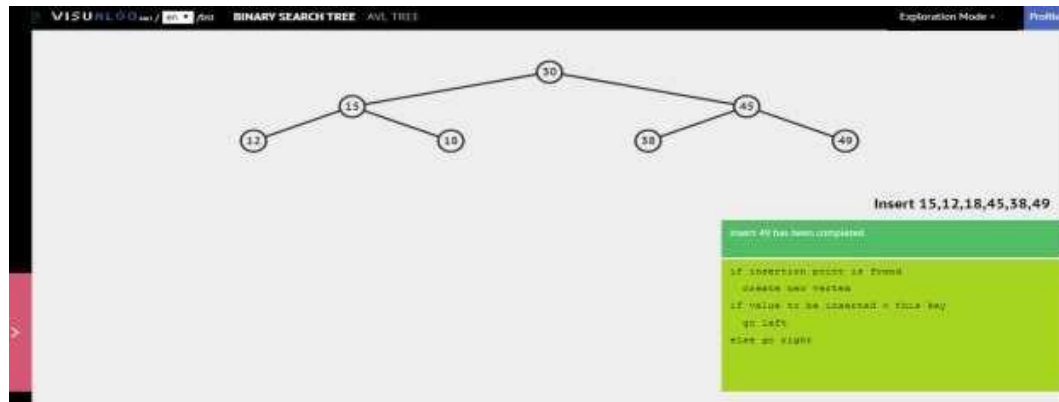 VISUALGO.net / en /bst BINARY SEARCH TREE AVL TREE Exploration Mode
30
15 45
12 18 38 49
Insert 15,12,18,45,38,49
Insert 49 has been completed
if insertion point is found
create new vertex
if value to be inserted < this key
go left
else go right
>